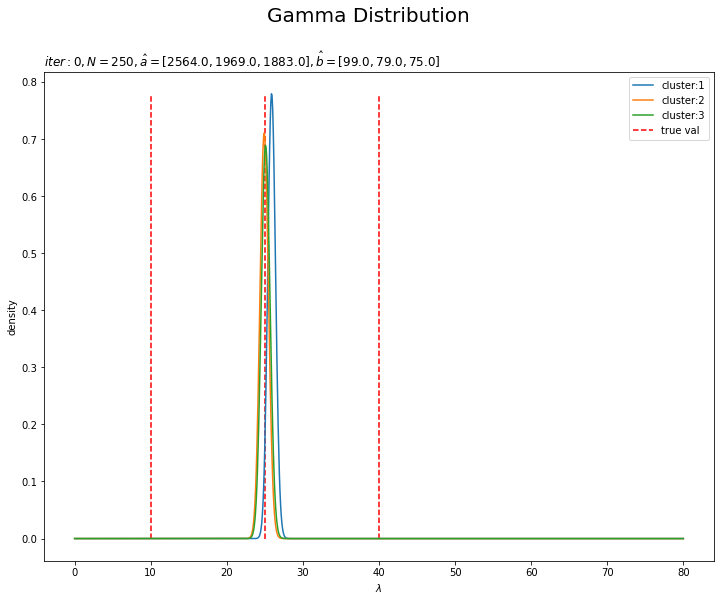 Gamma Distribution
iter : 0, N = 250, â = [2564.0, 1969.0, 1883.0], b̂ = [99.0, 79.0, 75.0]
cluster:1
cluster:2
cluster:3
true val
0.8
0.7
0.6
0.5
0.4
0.3
0.2
0.1
0.0
density
0 10 20 30 40 50 60 70 80
λ